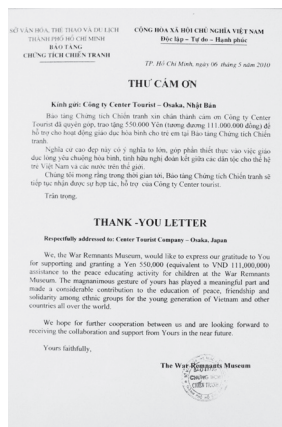 SỞ VĂN HÓA, THỂ THAO VÀ DU LỊCH
THÀNH PHỐ HỒ CHÍ MINH
BẢO TÀNG
CHỨNG TÍCH CHIẾN TRANH
CỘNG HÒA XÃ HỘI CHỦ NGHĨA VIỆT NAM
Độc lập – Tự do – Hạnh phúc
TP. Hồ Chí Minh, ngày 06 tháng 5 năm 2010
THƯ CẢM ƠN
Kính gửi: Công ty Center Tourist – Osaka, Nhật Bản
Bảo tàng Chứng tích Chiến tranh xin chân thành cám ơn Công ty Center
Tourist đã quyên góp, trao tặng 550.000 Yên (tương đương 111.000.000 đồng) để
hỗ trợ cho hoạt động giáo dục hòa bình cho trẻ em tại Bảo tàng Chứng tích Chiến
tranh.
Nghĩa cử cao đẹp này có ý nghĩa to lớn, góp phần thiết thực vào việc giáo
dục lòng yêu chuộng hòa bình, tình hữu nghị đoàn kết giữa các dân tộc cho thế hệ
trẻ Việt Nam và các nước trên thế giới.
Chúng tôi mong rằng trong thời gian tới, Bảo tàng Chứng tích Chiến tranh sẽ
tiếp tục nhận được sự hợp tác, hỗ trợ của Công ty Center tourist.
Trân trọng.
THANK -YOU LETTER
Respectfully addressed to: Center Tourist Company – Osaka, Japan
We, the War Remnants Museum, would like to express our gratitude to You
for supporting and granting a Yen 550,000 (equivalent to VND 111,000,000)
assistance to the peace educating activity for children at the War Remnants
Museum. The magnanimous gesture of yours has played a meaningful part and
made a considerable contribution to the education of peace, friendship and
solidarity among ethnic groups for the young generation of Vietnam and other
countries all over the world.
We hope for further cooperation between us and are looking forward to
receiving the collaboration and support from Yours in the near future.
Yours faithfully,
The War Remnants Museum
BẢO TÀNG
CHỨNG TÍCH
CHIẾN TRANH